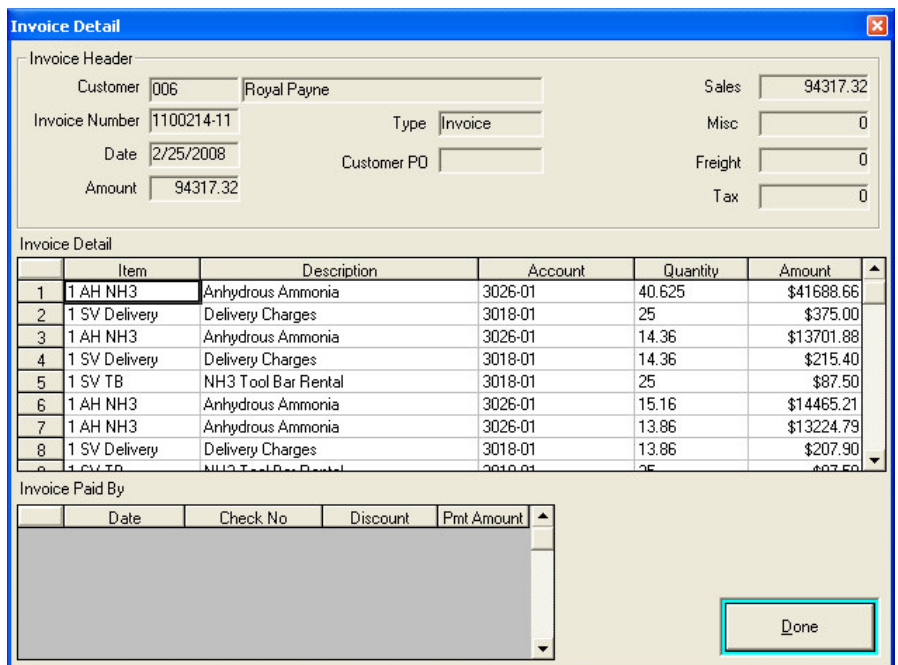 Invoice Detail
Invoice Header
Customer 006 Royal Payne Sales 94317.32
Invoice Number 1100214-11 Type Invoice Misc 0
Date 2/25/2008 Customer PO Freight 0
Amount 94317.32 Tax 0
Invoice Detail
Item Description Account Quantity Amount
1 1 AH NH3 Anhydrous Ammonia 3026-01 40.625 $41688.66
2 1 SV Delivery Delivery Charges 3018-01 25 $375.00
3 1 AH NH3 Anhydrous Ammonia 3026-01 14.36 $13701.88
4 1 SV Delivery Delivery Charges 3018-01 14.36 $215.40
5 1 SV TB NH3 Tool Bar Rental 3018-01 25 $87.50
6 1 AH NH3 Anhydrous Ammonia 3026-01 15.16 $14465.21
7 1 AH NH3 Anhydrous Ammonia 3026-01 13.86 $13224.79
8 1 SV Delivery Delivery Charges 3018-01 13.86 $207.90
Invoice Paid By
Date Check No Discount Pmt Amount
Done